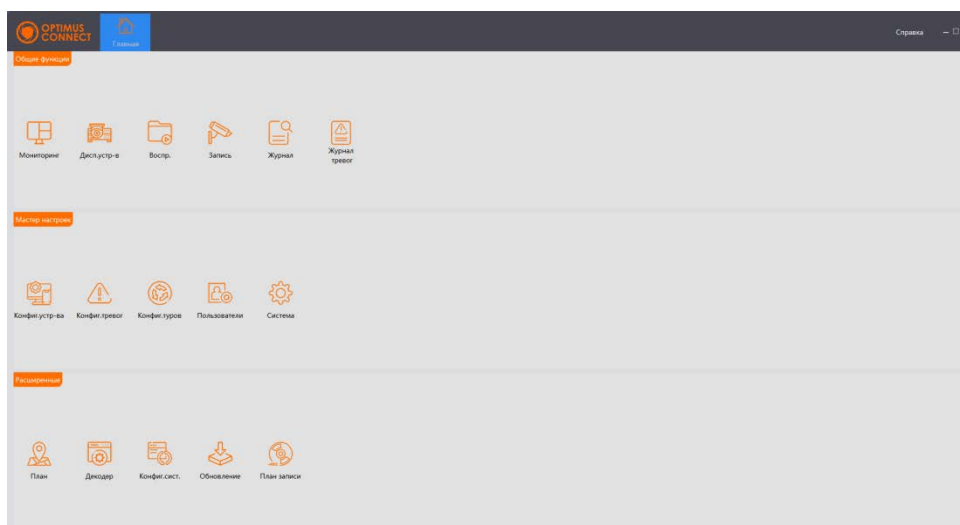 OPTIMUS
CONNECT
Главная
Справка
Общие функции
Мониторинг
Дисп.устр-в
Воспр.
Запись
Журнал
Журнал
тревог
Мастер настроек
Конфиг.устр-ва
Конфиг.тревог
Конфиг.туров
Пользователи
Система
Расширенные
План
Декодер
Конфиг.сист.
Обновление
План записи